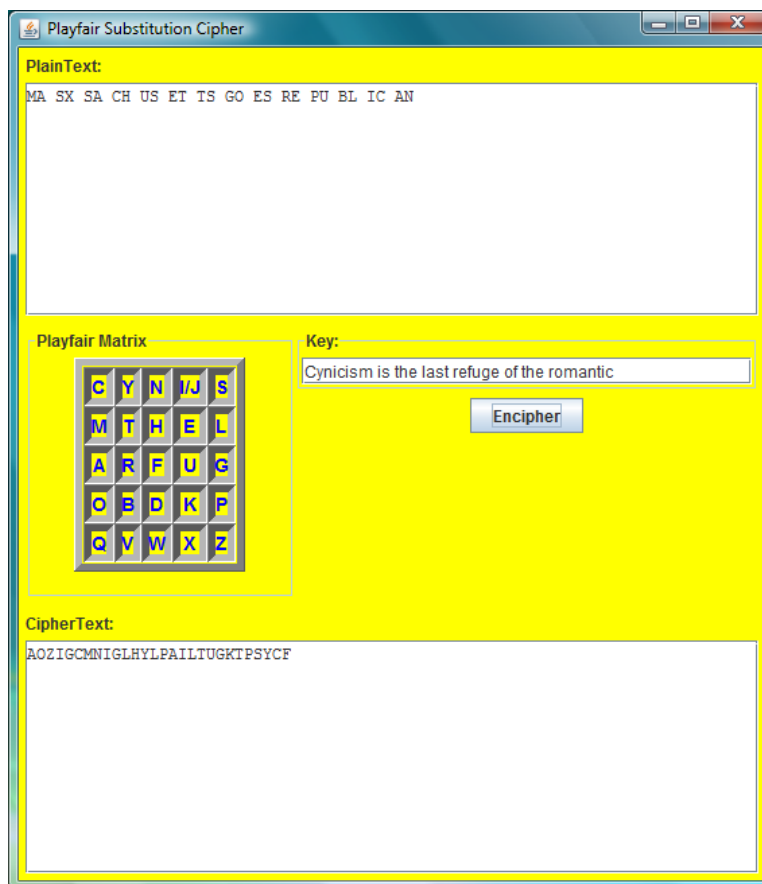 Playfair Substitution Cipher
PlainText:
MA SX SA CH US ET TS GO ES RE PU BL IC AN
Playfair Matrix
C Y N I/J S
M T H E L
A R F U G
O B D K P
Q V W X Z
Key:
Cynicism is the last refuge of the romantic
Encipher
CipherText:
AOZIGCMNIGLHYLPAILTUGKTPSYCF